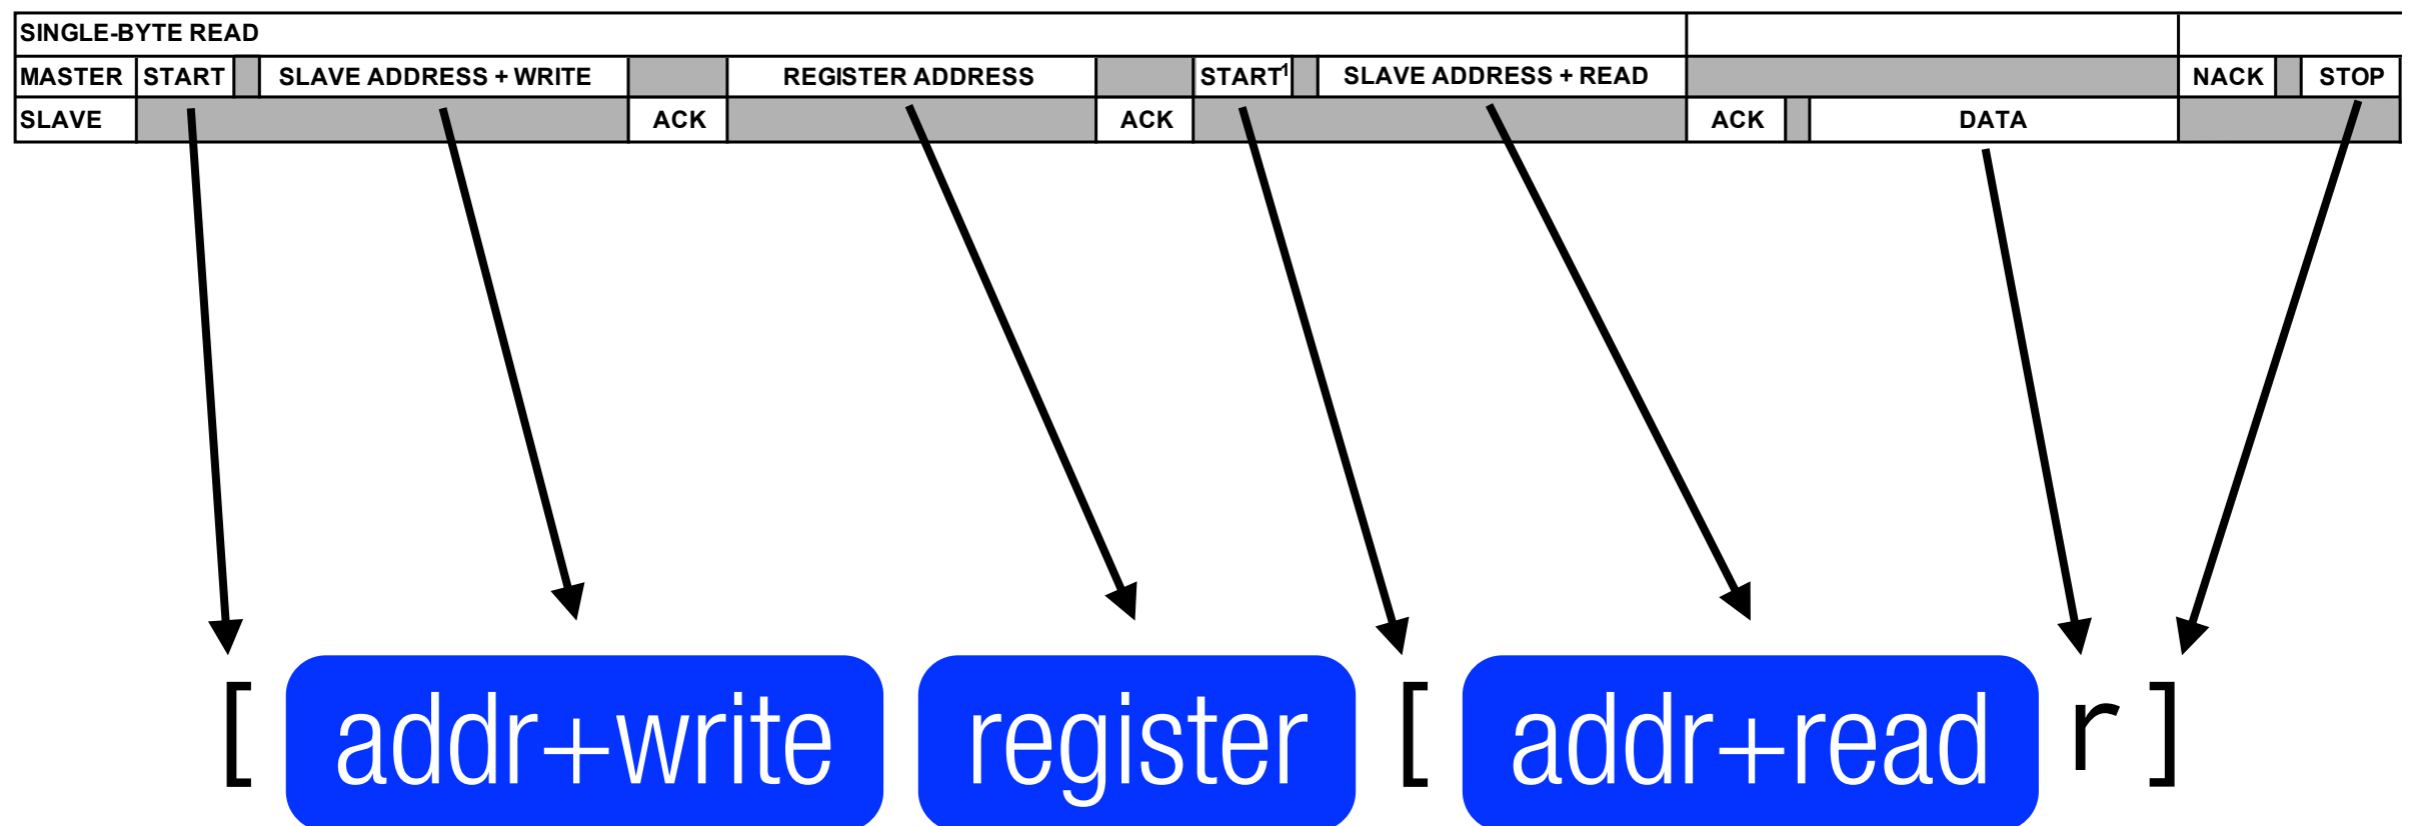 SINGLE-BYTE READ
MASTER START SLAVE ADDRESS + WRITE REGISTER ADDRESS START¹ SLAVE ADDRESS + READ NACK STOP
SLAVE ACK ACK ACK DATA
[ addr+write register [ addr+read r ]